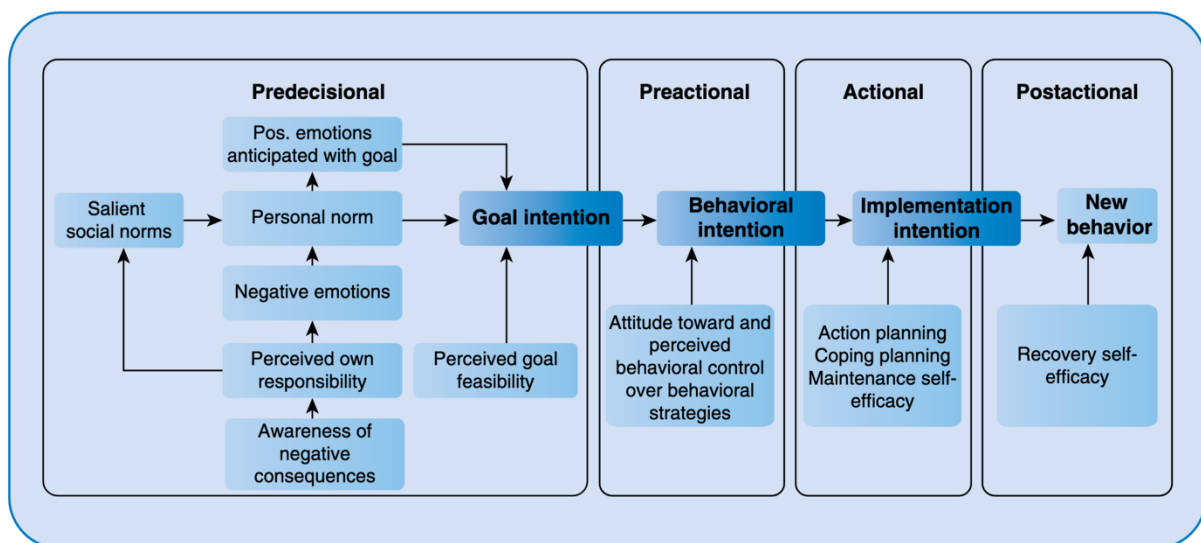 Predecisional
Pos. emotions
anticipated with goal
Salient
social norms
Personal norm
Goal intention
Negative emotions
Perceived own
responsibility
Perceived goal
feasibility
Awareness of
negative
consequences
Preactional
Behavioral
intention
Attitude toward and
perceived
behavioral control
over behavioral
strategies
Actional
Implementation
intention
Action planning
Coping planning
Maintenance self-
efficacy
Postactional
New
behavior
Recovery self-
efficacy